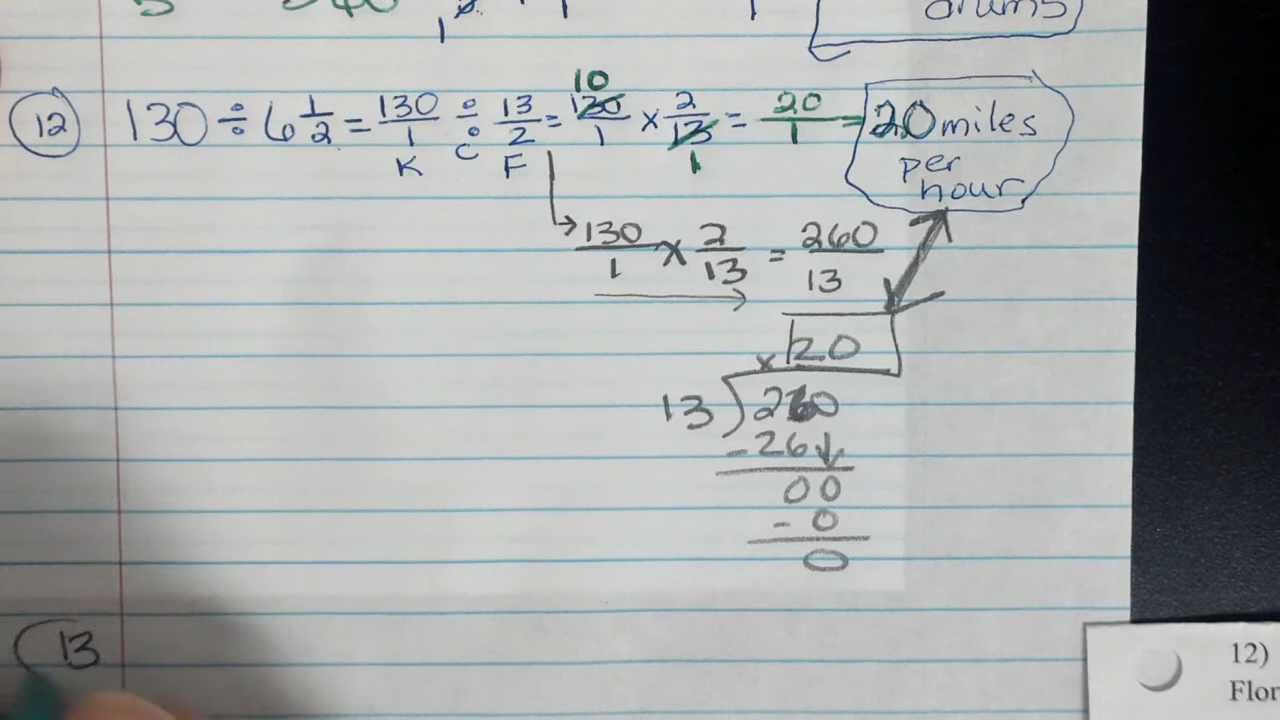 drums
12 130 ÷ 6 1/2 = 130/1 ÷ 13/2 = 130/1 x 2/13 = 20/1 = 20 miles
10
K C F 1 per
hour
130/1 x 2/13 = 260/13
x 20
13 ) 260
- 26
00
- 0
0
13
12)
Flor